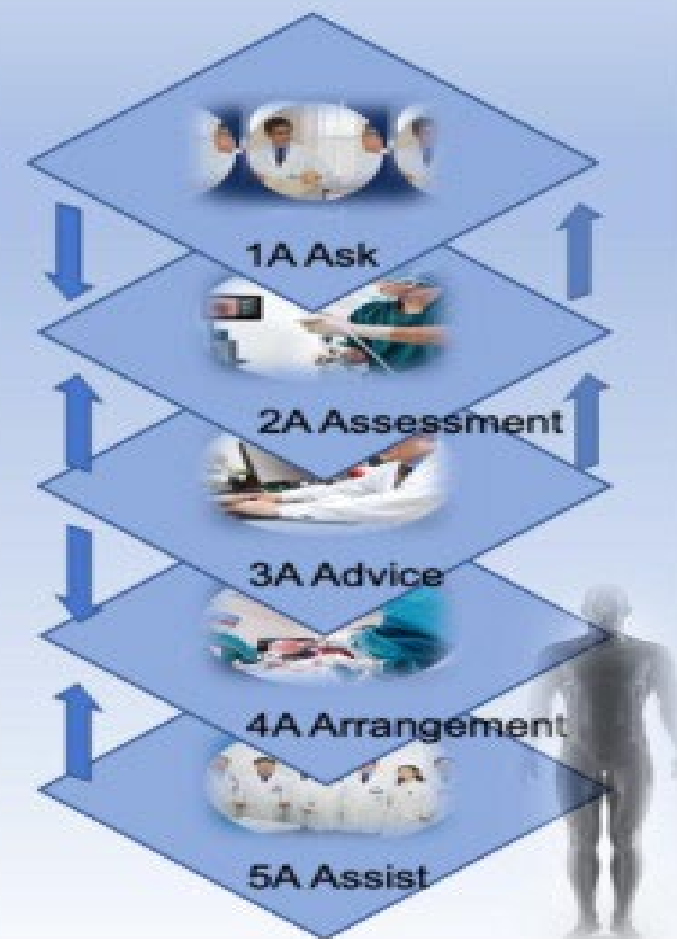 1A Ask
2A Assessment
3A Advice
4A Arrangement
5A Assist